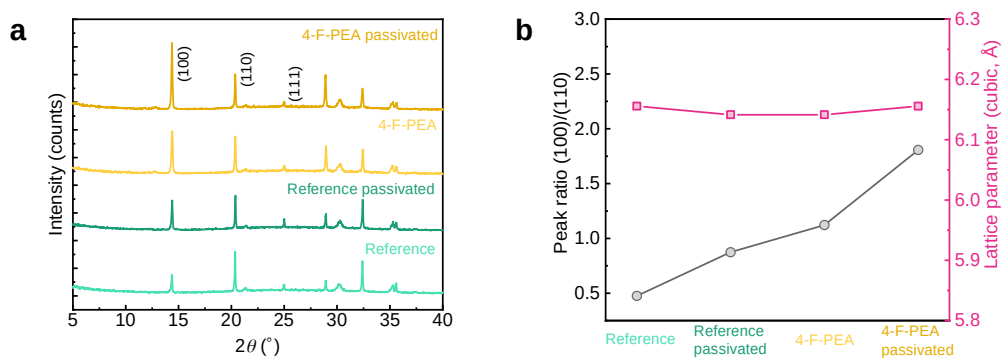 a
4-F-PEA passivated
(100)
(110)
(111)
4-F-PEA
Reference passivated
Reference
Intensity (counts)
5 10 15 20 25 30 35 40
2θ (°)
b
3.0
2.5
2.0
1.5
1.0
0.5
Peak ratio (100)/(110)
6.3
6.2
6.1
6.0
5.9
5.8
Lattice parameter (cubic, Å)
Reference
Reference
passivated
4-F-PEA
4-F-PEA
passivated